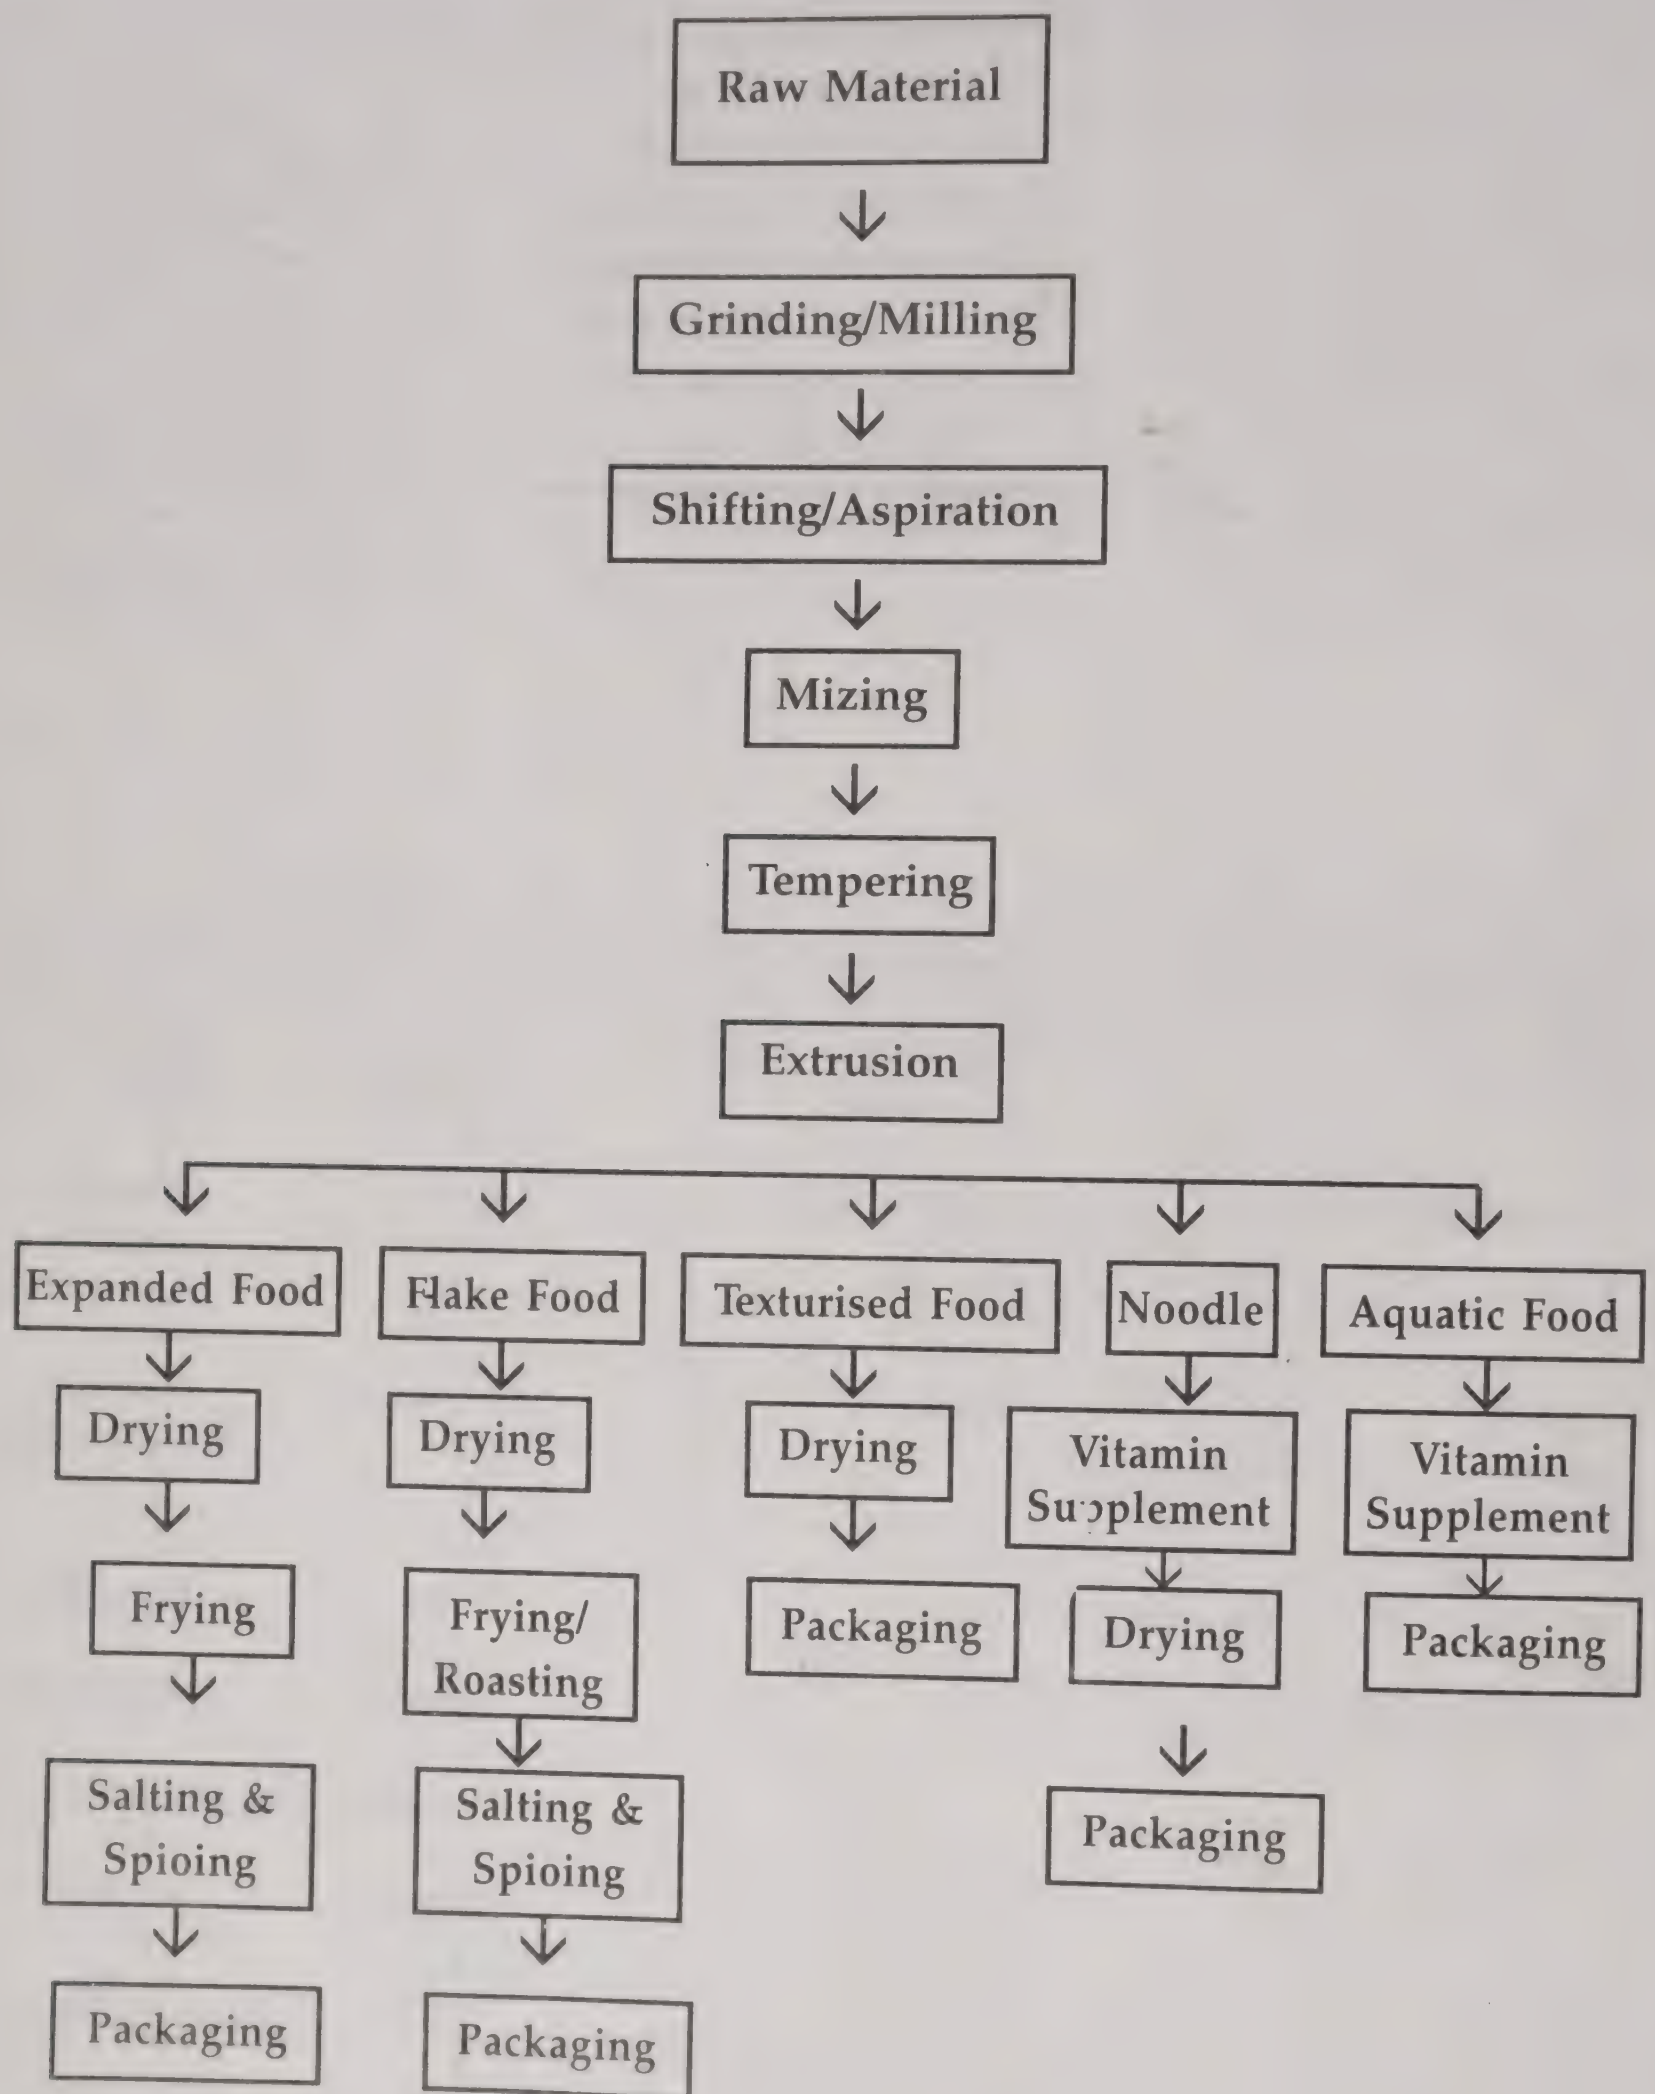 Raw Material
Grinding/Milling
Shifting/Aspiration
Mizing
Tempering
Extrusion
Expanded Food
Flake Food
Texturised Food
Noodle
Aquatic Food
Drying
Drying
Drying
Vitamin
Supplement
Vitamin
Supplement
Frying
Frying/
Roasting
Packaging
Drying
Packaging
Salting &
Spioing
Salting &
Spioing
Packaging
Packaging
Packaging